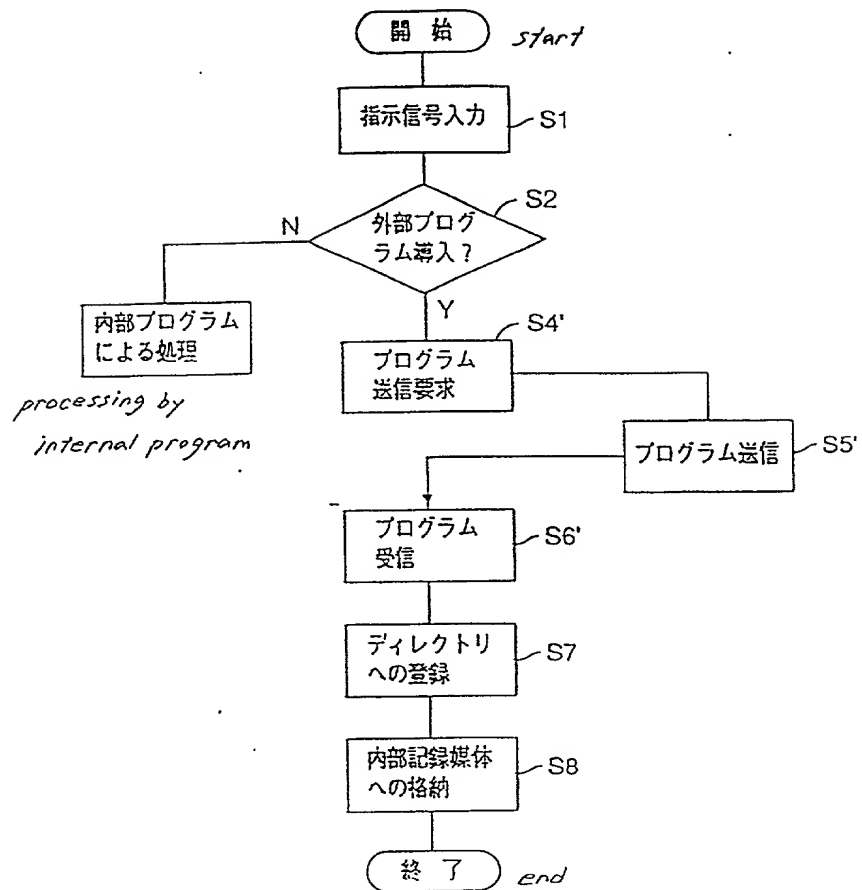 開 始
start
指示信号入力
S1
S2
外部プログ
ラム導入?
N
Y
内部プログラム
による処理
processing by
internal program
S4'
プログラム
送信要求
プログラム送信
S5'
プログラム
受信
S6'
ディレクトリ
への登録
S7
内部記録媒体
への格納
S8
終 了
end